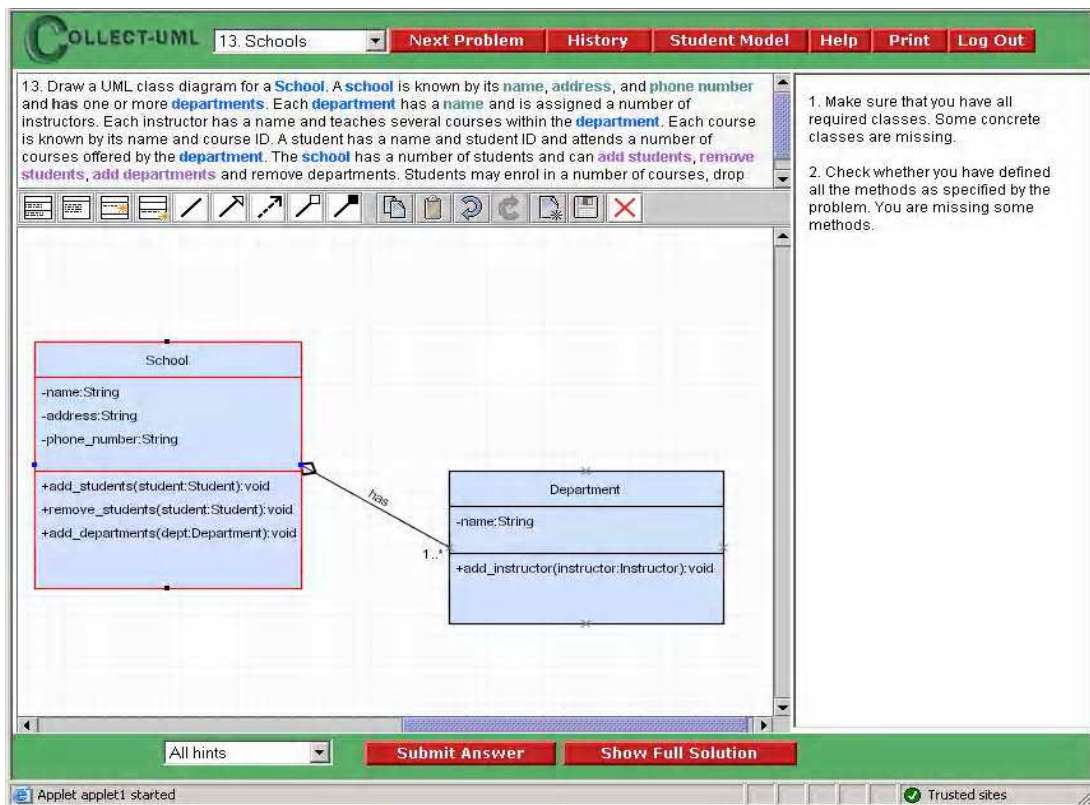 COLLECT-UML
13. Schools
Next Problem
History
Student Model
Help
Print
Log Out
13. Draw a UML class diagram for a School. A school is known by its name, address, and phone number
and has one or more departments. Each department has a name and is assigned a number of
instructors. Each instructor has a name and teaches several courses within the department. Each course
is known by its name and course ID. A student has a name and student ID and attends a number of
courses offered by the department. The school has a number of students and can add students, remove
students, add departments and remove departments. Students may enrol in a number of courses, drop
1. Make sure that you have all
required classes. Some concrete
classes are missing.
2. Check whether you have defined
all the methods as specified by the
problem. You are missing some
methods.
School
-name:String
-address:String
-phone_number:String
+add_students(student:Student):void
+remove_students(student:Student):void
+add_departments(dept:Department):void
has
1..*
Department
-name:String
+add_instructor(instructor:Instructor):void
All hints
Submit Answer
Show Full Solution
Applet applet1 started
Trusted sites